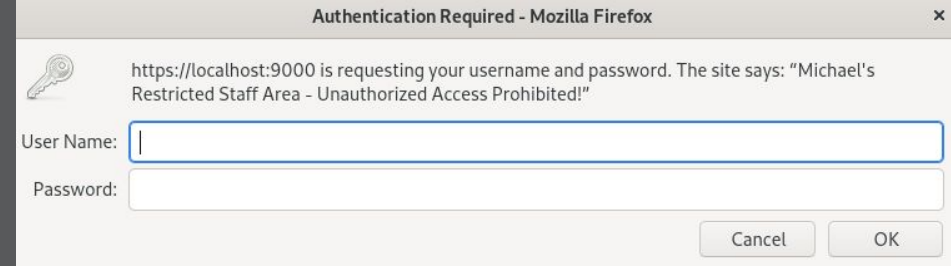 Authentication Required - Mozilla Firefox ×
https://localhost:9000 is requesting your username and password. The site says: “Michael's
Restricted Staff Area - Unauthorized Access Prohibited!”
User Name:
Password:
Cancel OK